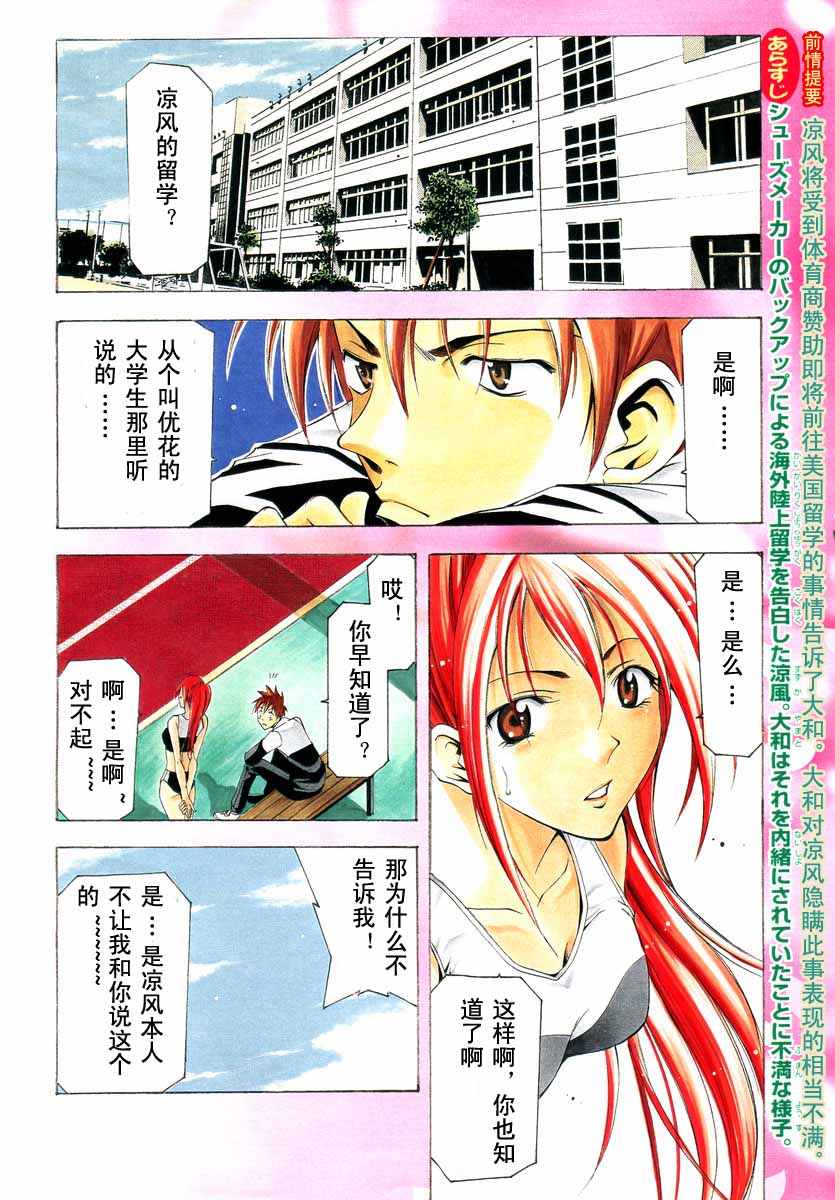 前情提要
凉风将受到体育商赞助即将前往美国留学的事情告诉了大和。大和对凉风隐瞒此事表现的相当不满。
あらすじ
シューズメーカーのバックアップによる海外陸上留学を告白した涼風。大和はそれを内緒にされていたことに不満な様子。
凉风
的留学？
是啊……
从个叫优花的
大学生那里听
说的……
是…是么…
这样啊，你也知
道了啊
哎！
你早知道了？
啊…是啊~
对不起~~~
那为什么不
告诉我！
是…是凉风本人
不让我和你说这个
的~~~~~~